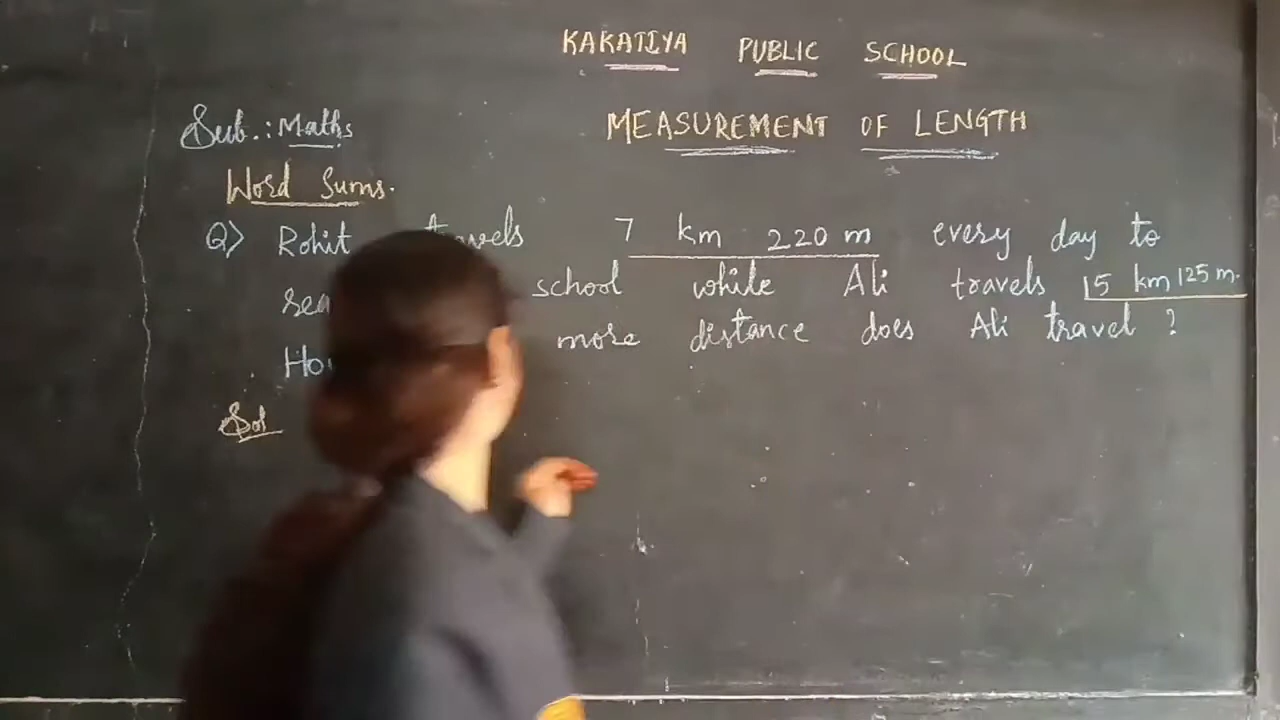 KAKATIYA PUBLIC SCHOOL
Sub.: Maths
MEASUREMENT OF LENGTH
Word Sums.
Q> Rohit travels 7 km 220 m every day to
school while Ali travels 15 km 125 m.
more distance does Ali travel ?
Sol